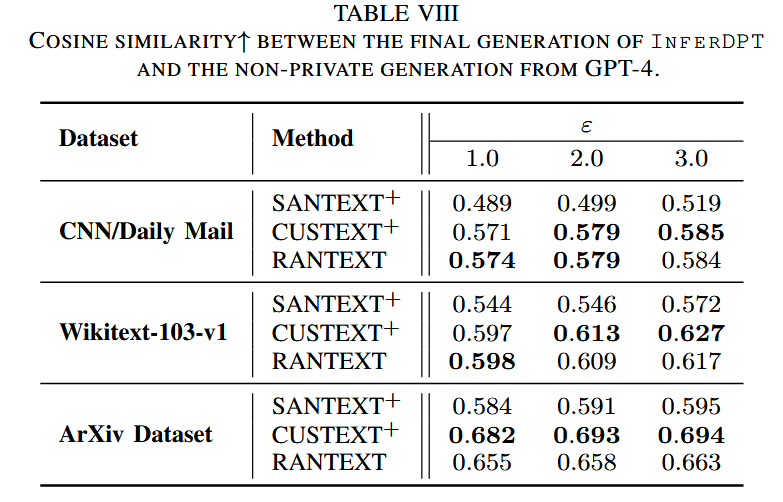 TABLE VIII
COSINE SIMILARITY↑ BETWEEN THE FINAL GENERATION OF INFERDPT
AND THE NON-PRIVATE GENERATION FROM GPT-4.
Dataset Method ε
1.0 2.0 3.0
SANTEXT+ 0.489 0.499 0.519
CNN/Daily Mail CUSTEXT+ 0.571 0.579 0.585
RANTEXT 0.574 0.579 0.584
SANTEXT+ 0.544 0.546 0.572
Wikitext-103-v1 CUSTEXT+ 0.597 0.613 0.627
RANTEXT 0.598 0.609 0.617
SANTEXT+ 0.584 0.591 0.595
ArXiv Dataset CUSTEXT+ 0.682 0.693 0.694
RANTEXT 0.655 0.658 0.663